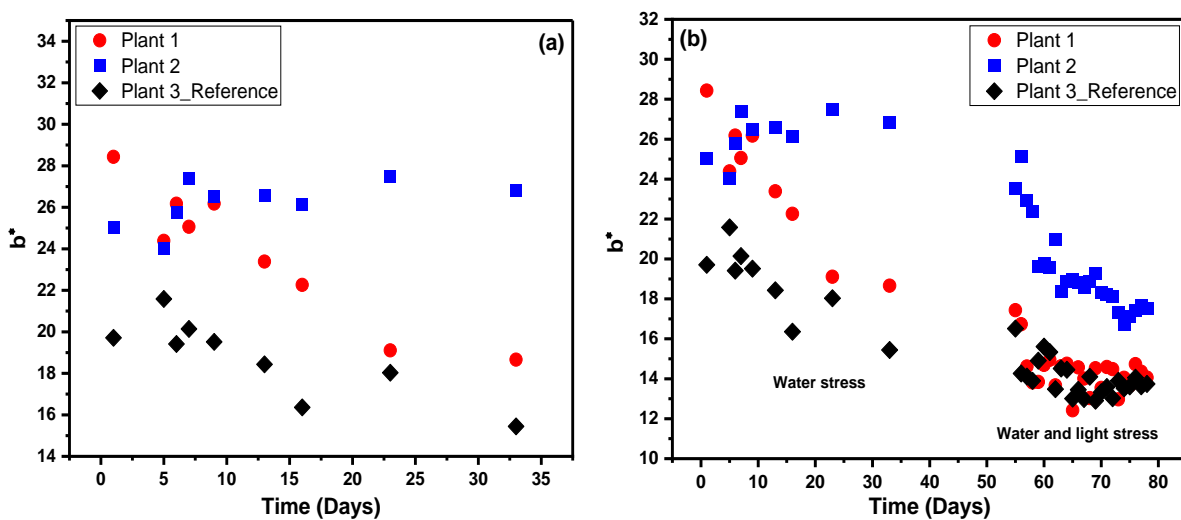 (a)
Plant 1
Plant 2
Plant 3_Reference
34
32
30
28
26
24
22
20
18
16
14
b*
0 5 10 15 20 25 30 35
Time (Days)
(b)
Plant 1
Plant 2
Plant 3_Reference
32
30
28
26
24
22
20
18
16
14
12
10
b*
Water stress
Water and light stress
0 10 20 30 40 50 60 70 80
Time (Days)